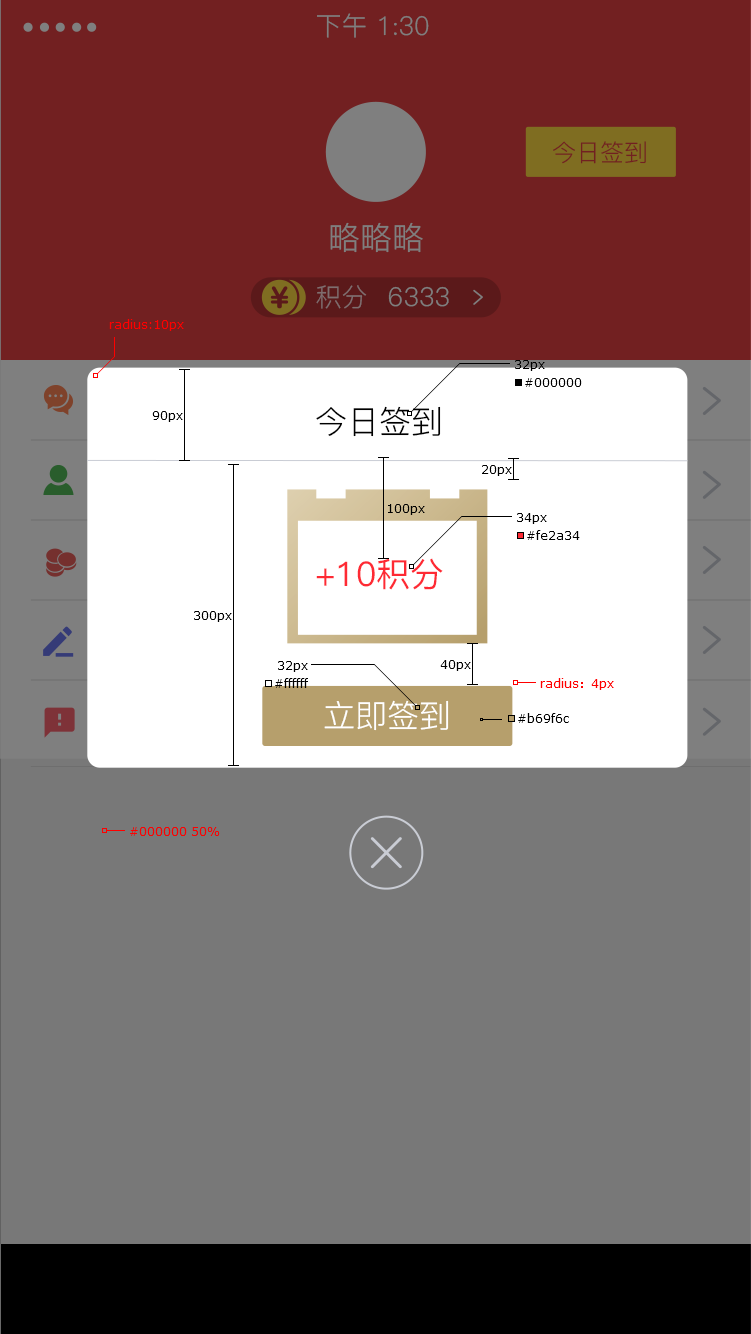 下午 1:30
今日签到
略略略
积分 6333
radius:10px
32px
#000000
90px
今日签到
20px
100px
34px
#fe2a34
+10积分
300px
40px
32px
#ffffff
radius: 4px
立即签到
#b69f6c
#000000 50%